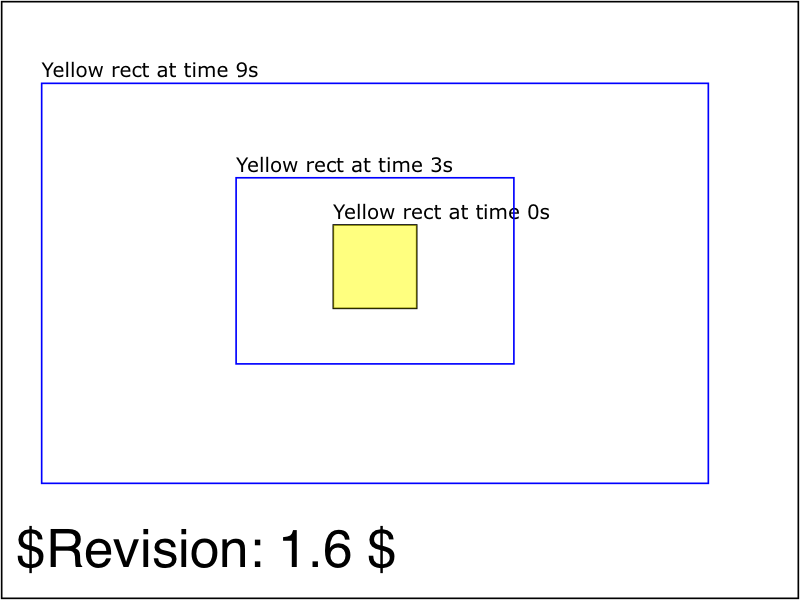 Yellow rect at time 9s
Yellow rect at time 3s
Yellow rect at time 0s
$Revision: 1.6 $